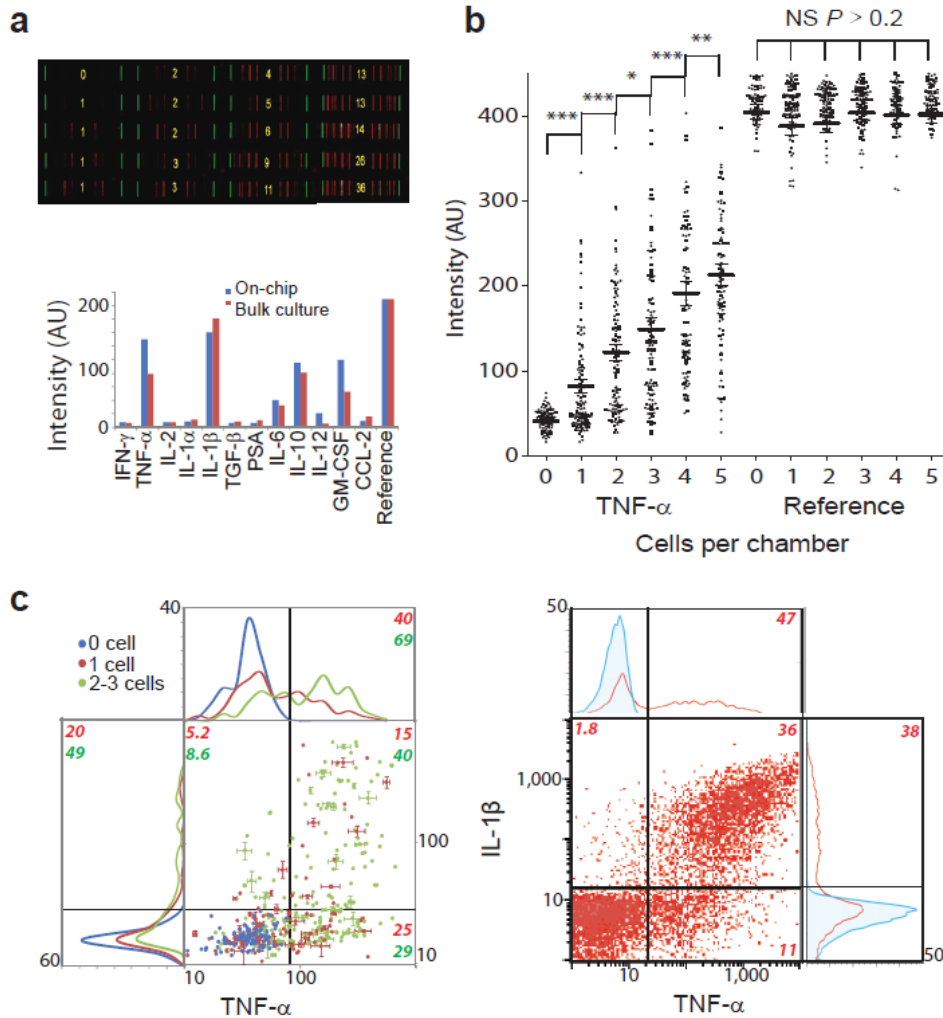 a
0 2 4 13
1 2 5 13
1 2 6 14
1 3 9 26
1 3 11 36
On-chip
Bulk culture
Intensity (AU)
200
100
0
IFN-γ
TNF-α
IL-2
IL-1α
IL-1β
TGF-β
PSA
IL-6
IL-10
IL-12
GM-CSF
CCL-2
Reference
b
NS P > 0.2
*** *** * *** **
Intensity (AU)
400
300
200
100
0
0 1 2 3 4 5 0 1 2 3 4 5
TNF-α Reference
Cells per chamber
c
0 cell
1 cell
2-3 cells
40
40
69
20
49
5.2
8.6
15
40
100
25
29
60
10
10 100
TNF-α
50
47
1.8
36
38
IL-1β
1,000
10
11
50
10 1,000
TNF-α